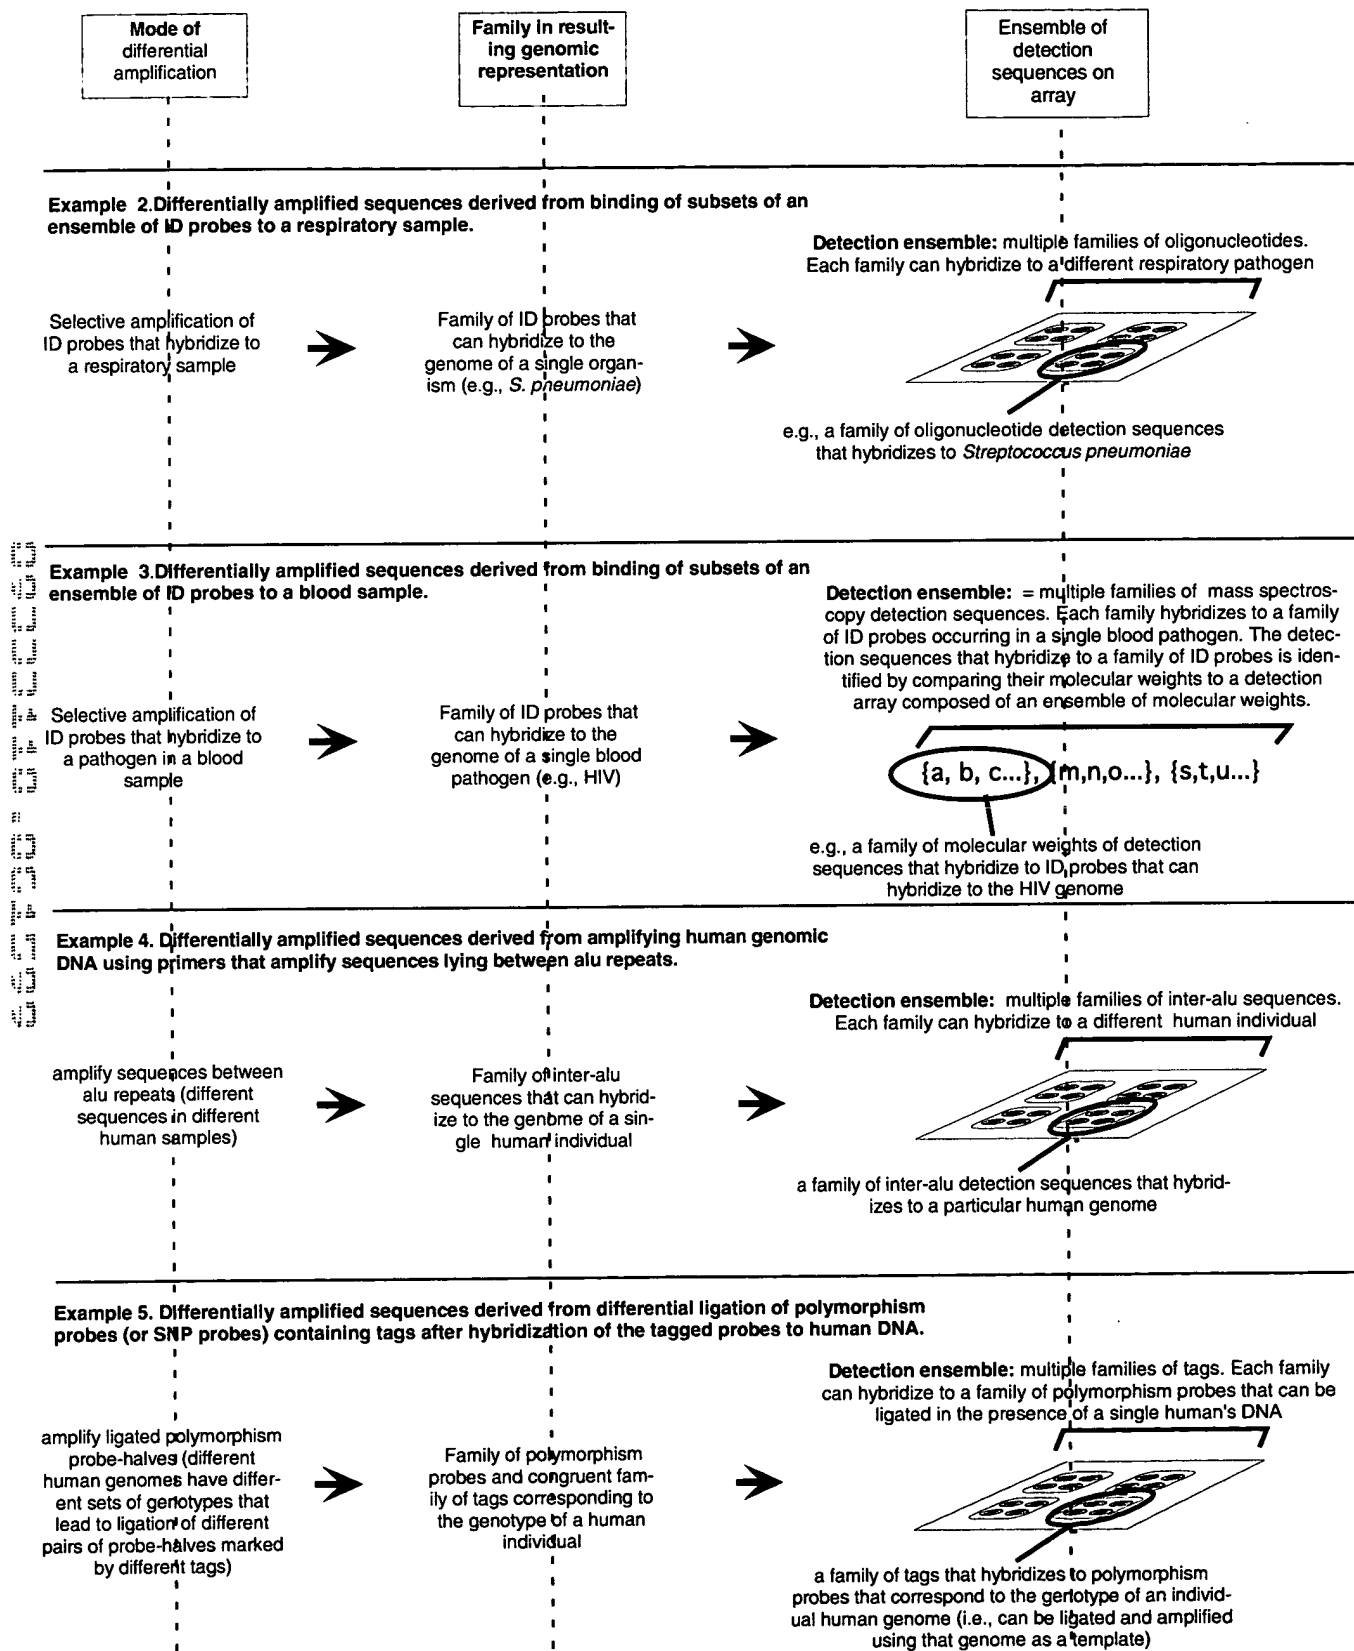 Mode of
differential
amplification
Family in result-
ing genomic
representation
Ensemble of
detection
sequences on
array
Example 2.Differentially amplified sequences derived from binding of subsets of an
ensemble of ID probes to a respiratory sample.
Detection ensemble: multiple families of oligonucleotides.
Each family can hybridize to a different respiratory pathogen
Selective amplification of
ID probes that hybridize to
a respiratory sample
Family of ID probes that
can hybridize to the
genome of a single organ-
ism (e.g., S. pneumoniae)
e.g., a family of oligonucleotide detection sequences
that hybridizes to Streptococcus pneumoniae
Example 3.Differentially amplified sequences derived from binding of subsets of an
ensemble of ID probes to a blood sample.
Detection ensemble: = multiple families of mass spectros-
copy detection sequences. Each family hybridizes to a family
of ID probes occurring in a single blood pathogen. The detec-
tion sequences that hybridize to a family of ID probes is iden-
tified by comparing their molecular weights to a detection
array composed of an ensemble of molecular weights.
Selective amplification of
ID probes that hybridize to
a pathogen in a blood
sample
Family of ID probes that
can hybridize to the
genome of a single blood
pathogen (e.g., HIV)
{a, b, c...}, {m,n,o...}, {s,t,u...}
e.g., a family of molecular weights of detection
sequences that hybridize to ID probes that can
hybridize to the HIV genome
Example 4. Differentially amplified sequences derived from amplifying human genomic
DNA using primers that amplify sequences lying between alu repeats.
Detection ensemble: multiple families of inter-alu sequences.
Each family can hybridize to a different human individual
amplify sequences between
alu repeats (different
sequences in different
human samples)
Family of inter-alu
sequences that can hybrid-
ize to the genome of a sin-
gle human individual
a family of inter-alu detection sequences that hybrid-
izes to a particular human genome
Example 5. Differentially amplified sequences derived from differential ligation of polymorphism
probes (or SNP probes) containing tags after hybridization of the tagged probes to human DNA.
Detection ensemble: multiple families of tags. Each family
can hybridize to a family of polymorphism probes that can be
ligated in the presence of a single human's DNA
amplify ligated polymorphism
probe-halves (different
human genomes have differ-
ent sets of genotypes that
lead to ligation of different
pairs of probe-halves marked
by different tags)
Family of polymorphism
probes and congruent fam-
ily of tags corresponding to
the genotype of a human
individual
a family of tags that hybridizes to polymorphism
probes that correspond to the genotype of an individ-
ual human genome (i.e., can be ligated and amplified
using that genome as a template)